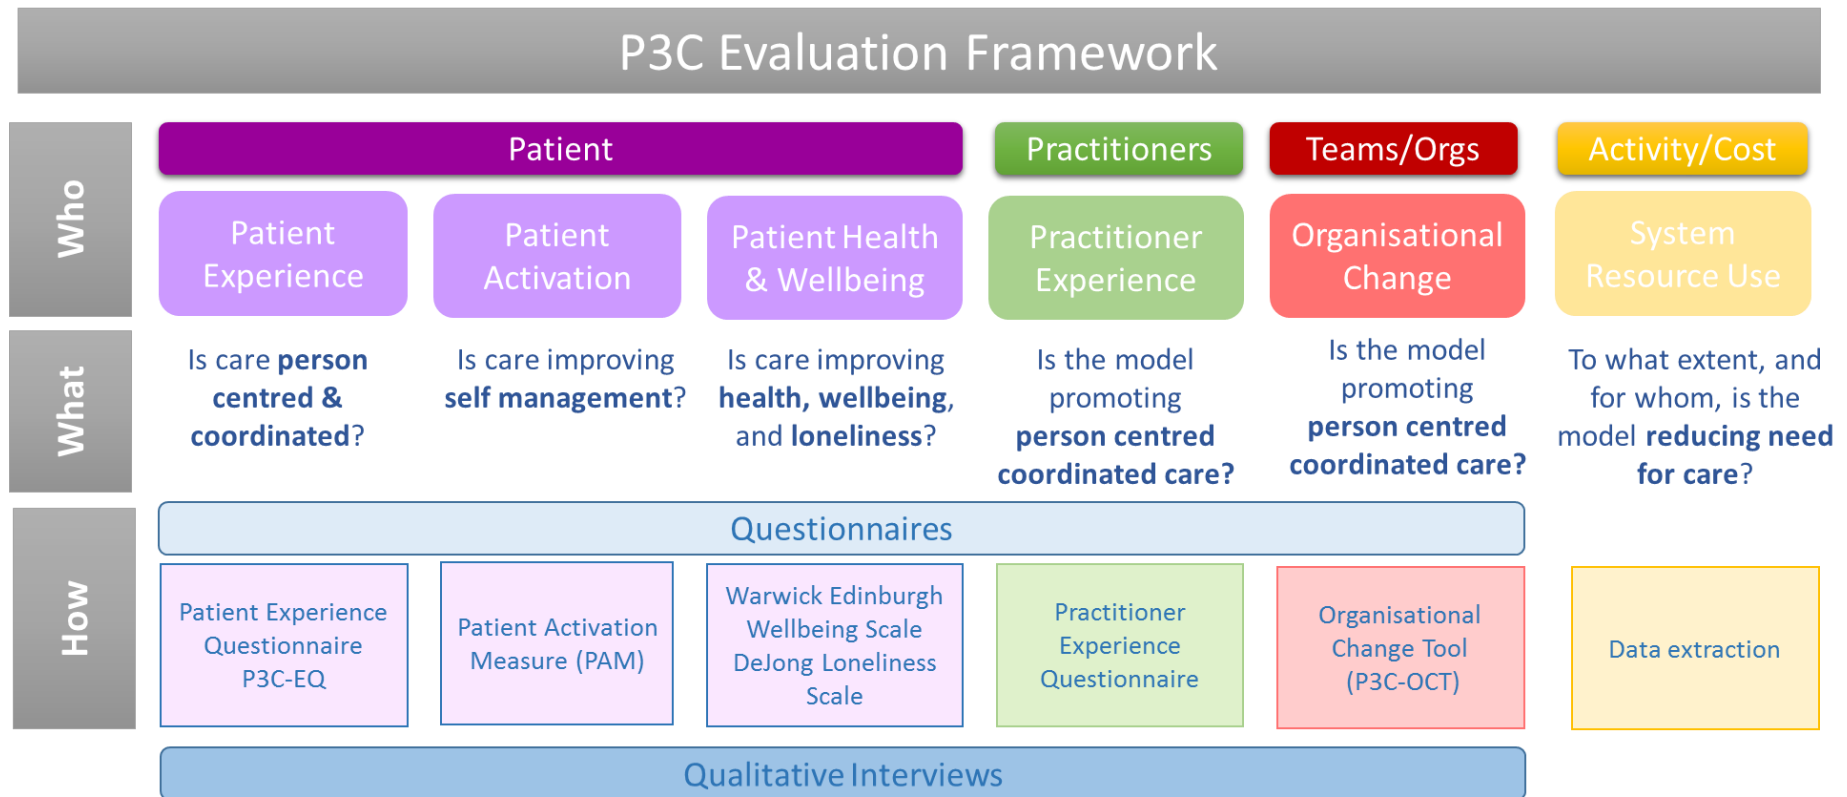 P3C Evaluation Framework
Who
Patient
Practitioners
Teams/Orgs
Activity/Cost
Patient
Experience
Patient
Activation
Patient Health
& Wellbeing
Practitioner
Experience
Organisational
Change
System
Resource Use
What
Is care person
centred &
coordinated?
Is care improving
self management?
Is care improving
health, wellbeing,
and loneliness?
Is the model
promoting
person centred
coordinated care?
Is the model
promoting
person centred
coordinated care?
To what extent, and
for whom, is the
model reducing need
for care?
How
Questionnaires
Patient Experience
Questionnaire
P3C-EQ
Patient Activation
Measure (PAM)
Warwick Edinburgh
Wellbeing Scale
DeJong Loneliness
Scale
Practitioner
Experience
Questionnaire
Organisational
Change Tool
(P3C-OCT)
Data extraction
Qualitative Interviews